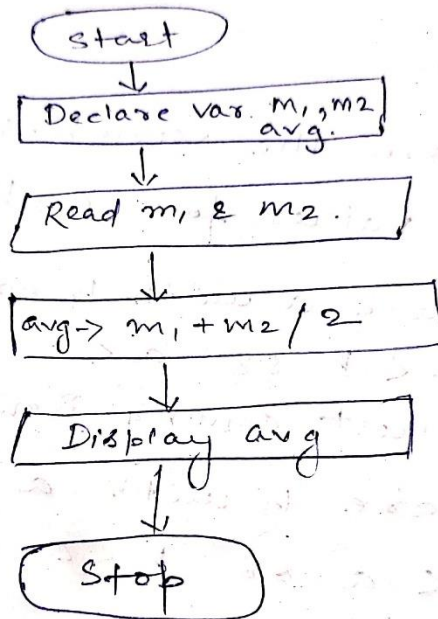 Start
Declare var m1, m2
avg.
Read m1 & m2.
avg → m1 + m2 / 2
Display avg
Stop